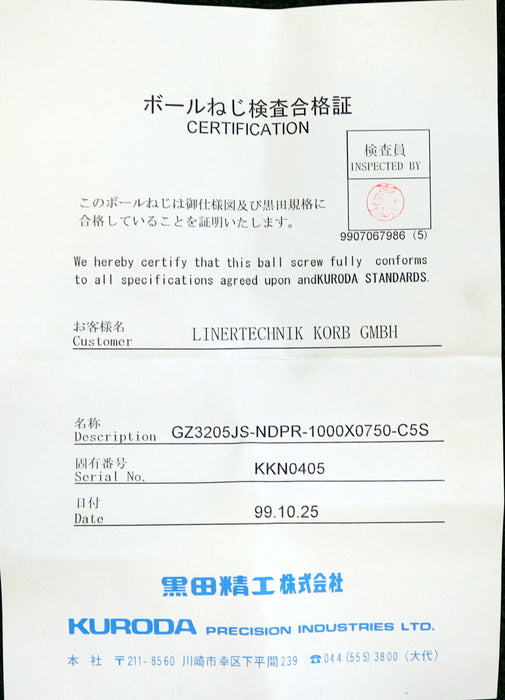 ボールねじ検査合格証
CERTIFICATION
検査員
INSPECTED BY
このボールねじは御仕様図及び黒田規格に
合格していることを証明いたします。
9907067986 (5)
We hereby certify that this ball screw fully conforms
to all specifications agreed upon andKURODA STANDARDS.
お客様名
Customer LINERTECHNIK KORB GMBH
名称
Description GZ3205JS-NDPR-1000X0750-C5S
固有番号
Serial No. KKN0405
日付
Date 99.10.25
黒田精工株式会社
KURODA PRECISION INDUSTRIES LTD.
本社 〒211-8560 川崎市幸区下平間239 ☎044(555)3800 (大代)